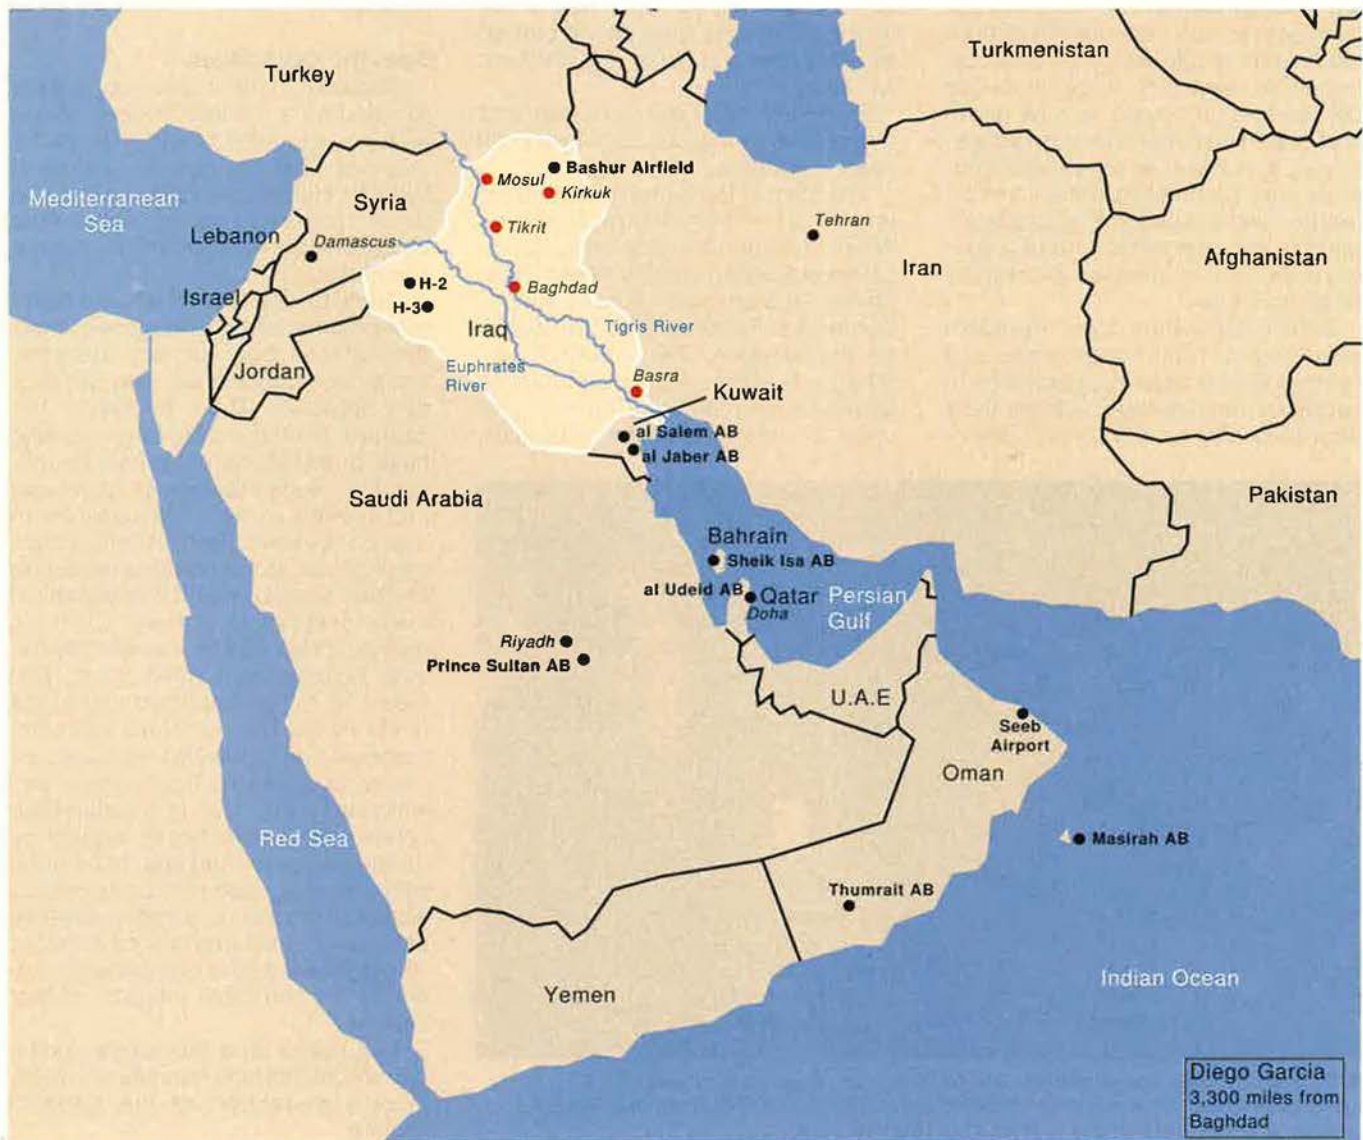 Turkey
Turkmenistan
Bashur Airfield
Mosul
Kirkuk
Mediterranean
Sea
Syria
Tikrit
Tehran
Lebanon
Damascus
Afghanistan
Iran
H-2
Baghdad
Israel
H-3
Iraq
Tigris River
Jordan
Euphrates
River
Basra
Kuwait
al Salem AB
al Jaber AB
Saudi Arabia
Pakistan
Bahrain
Sheik Isa AB
al Udeid AB
Qatar
Persian
Gulf
Doha
Riyadh
Prince Sultan AB
U.A.E
Seeb
Airport
Oman
Red Sea
Masirah AB
Thumrait AB
Indian Ocean
Yemen
Diego Garcia
3,300 miles from
Baghdad